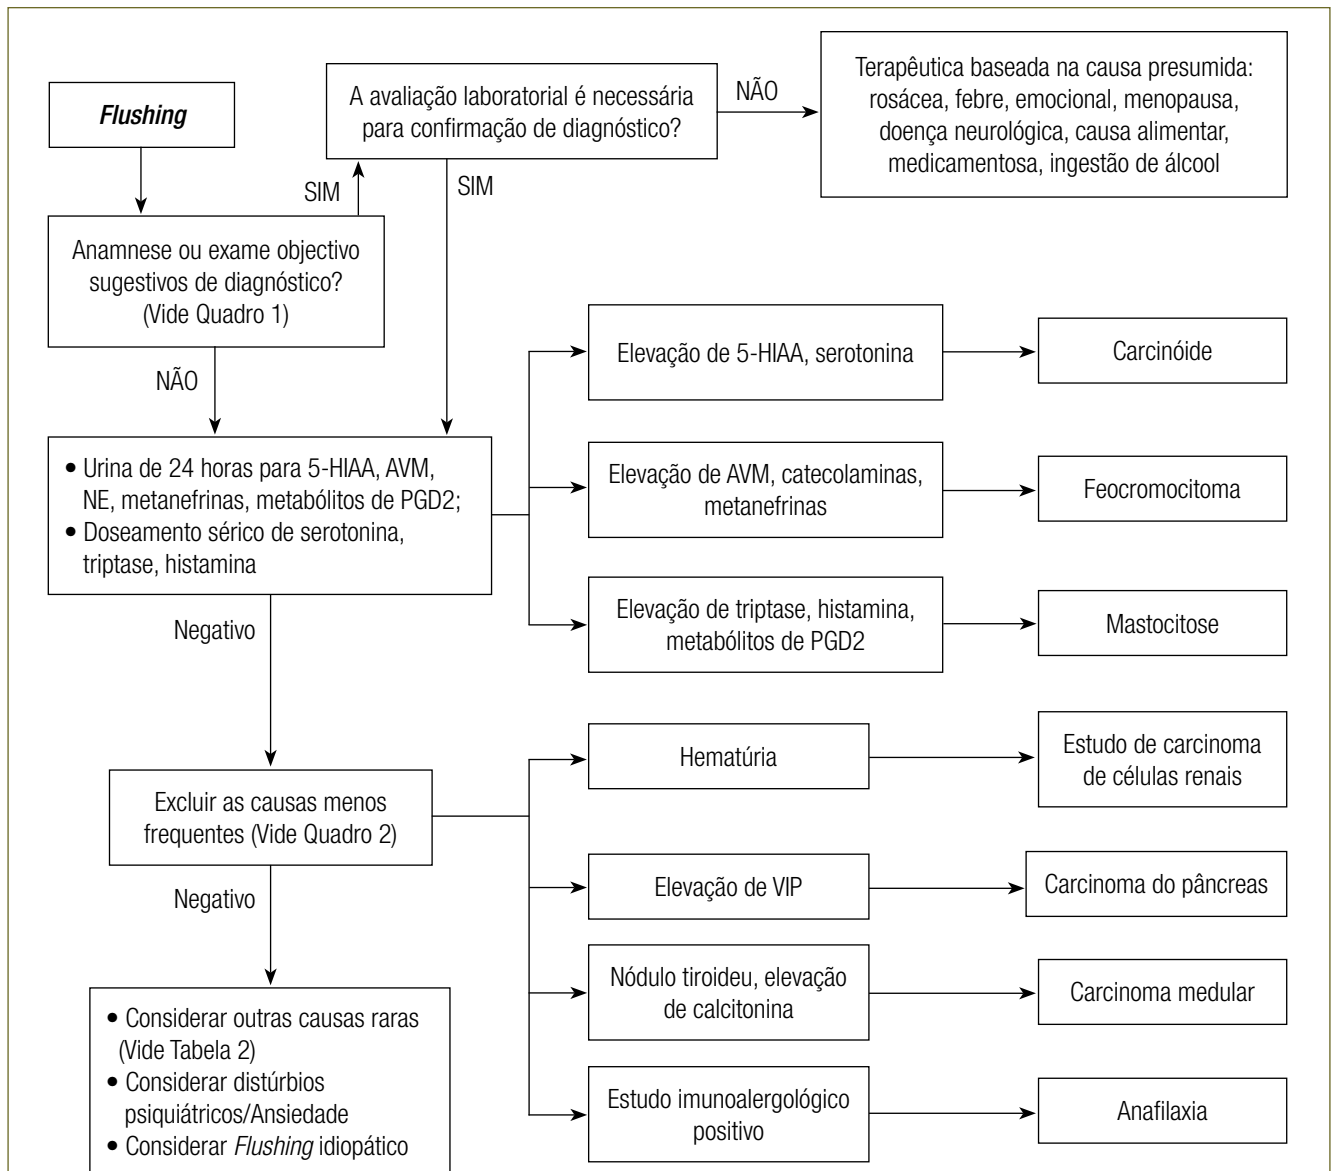 Flushing
A avaliação laboratorial é necessária
para confirmação de diagnóstico?
NÃO
Terapêutica baseada na causa presumida:
rosácea, febre, emocional, menopausa,
doença neurológica, causa alimentar,
medicamentosa, ingestão de álcool
SIM
SIM
Anamnese ou exame objectivo
sugestivos de diagnóstico?
(Vide Quadro 1)
NÃO
• Urina de 24 horas para 5-HIAA, AVM,
NE, metanefrinas, metabólitos de PGD2;
• Doseamento sérico de serotonina,
triptase, histamina
Elevação de 5-HIAA, serotonina
Carcinóide
Elevação de AVM, catecolaminas,
metanefrinas
Feocromocitoma
Elevação de triptase, histamina,
metabólitos de PGD2
Mastocitose
Negativo
Excluir as causas menos
frequentes (Vide Quadro 2)
Hematúria
Estudo de carcinoma
de células renais
Elevação de VIP
Carcinoma do pâncreas
Nódulo tiroideu, elevação
de calcitonina
Carcinoma medular
Estudo imunoalergológico
positivo
Anafilaxia
Negativo
• Considerar outras causas raras
(Vide Tabela 2)
• Considerar distúrbios
psiquiátricos/Ansiedade
• Considerar Flushing idiopático